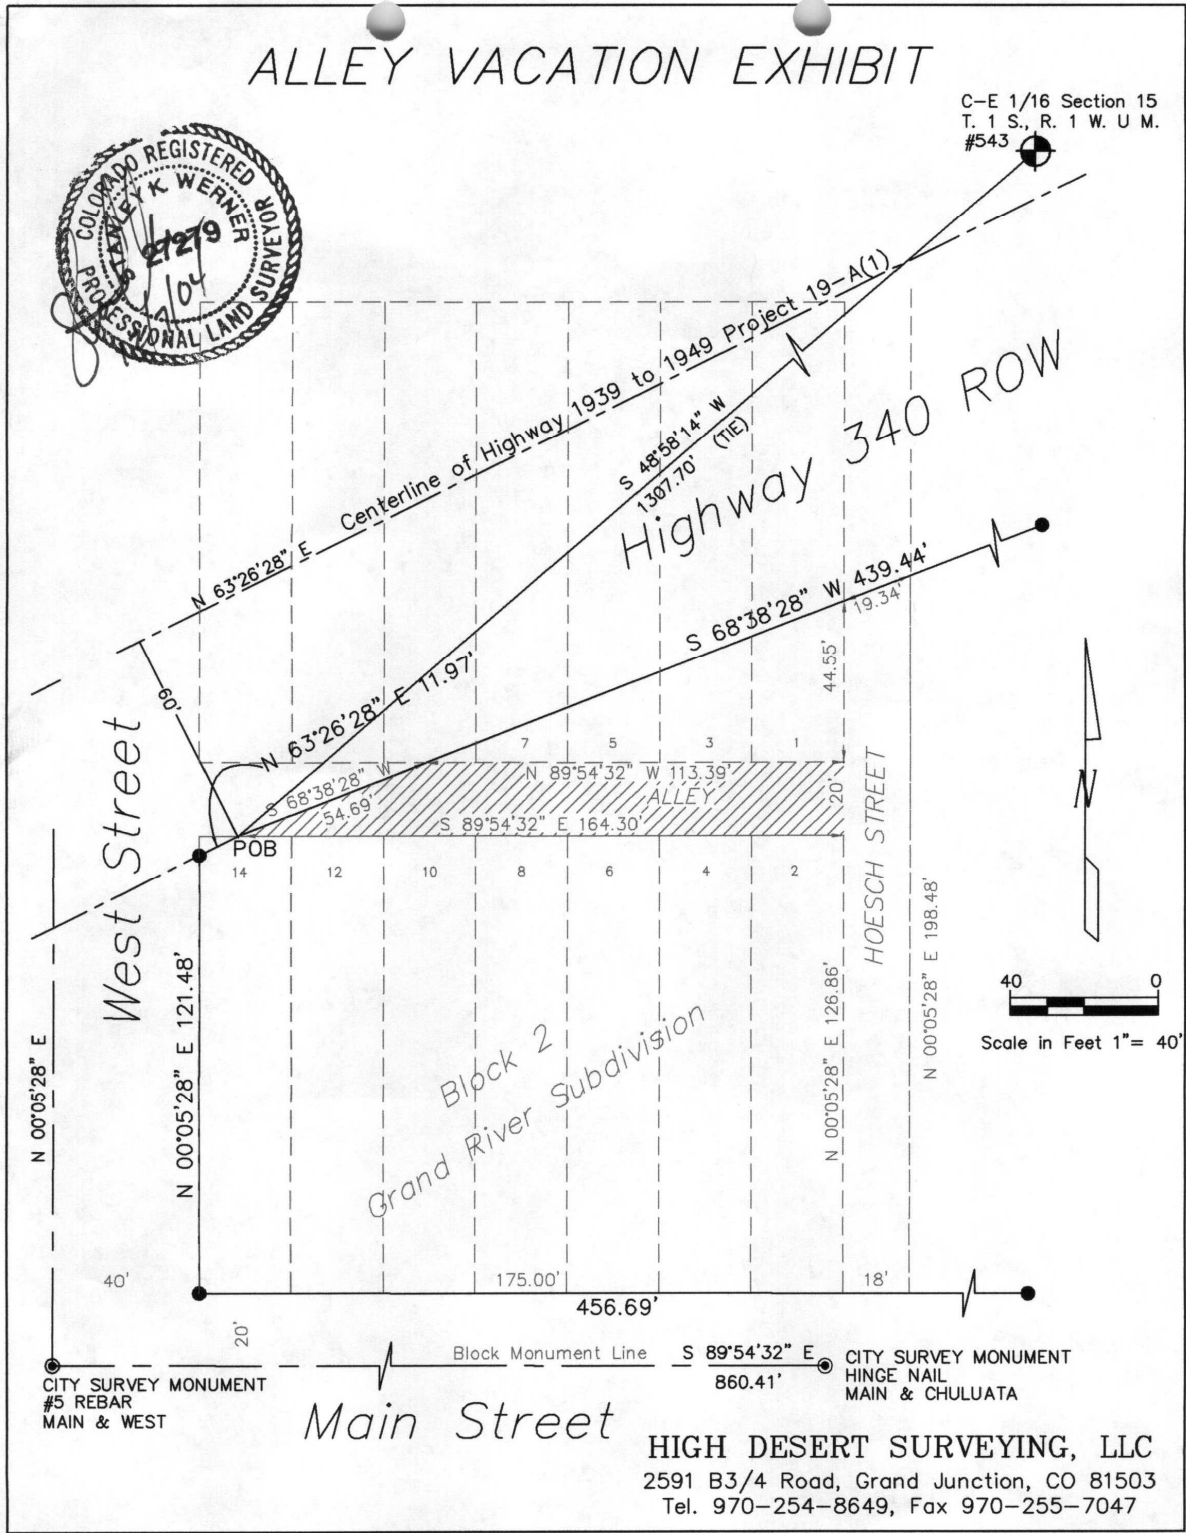 ALLEY VACATION EXHIBIT
C-E 1/16 Section 15
T. 1 S., R. 1 W. U M.
#543
COLORADO REGISTERED
STANLEY K. WERNER
27279
PROFESSIONAL LAND SURVEYOR
N 63°26'28" E
Centerline of Highway 1939 to 1949 Project 19-A(1)
S 48°58'14" W
1307.70' (TIE)
Highway 340 ROW
S 68°38'28" W 439.44'
19.34'
44.55'
60'
N 63°26'28" E 11.97'
7 5 3 1
S 68°38'28" W
54.69'
N 89°54'32" W 113.39'
ALLEY
20'
S 89°54'32" E 164.30'
POB
14 12 10 8 6 4 2
West Street
HOESCH STREET
N
N 00°05'28" E 121.48'
N 00°05'28" E 126.86'
N 00°05'28" E 198.48'
N 00°05'28" E
40 0
Scale in Feet 1"= 40'
Block 2
Grand River Subdivision
40'
175.00'
18'
456.69'
20'
Block Monument Line
S 89°54'32" E
860.41'
CITY SURVEY MONUMENT
#5 REBAR
MAIN & WEST
CITY SURVEY MONUMENT
HINGE NAIL
MAIN & CHULUATA
Main Street
HIGH DESERT SURVEYING, LLC
2591 B3/4 Road, Grand Junction, CO 81503
Tel. 970-254-8649, Fax 970-255-7047